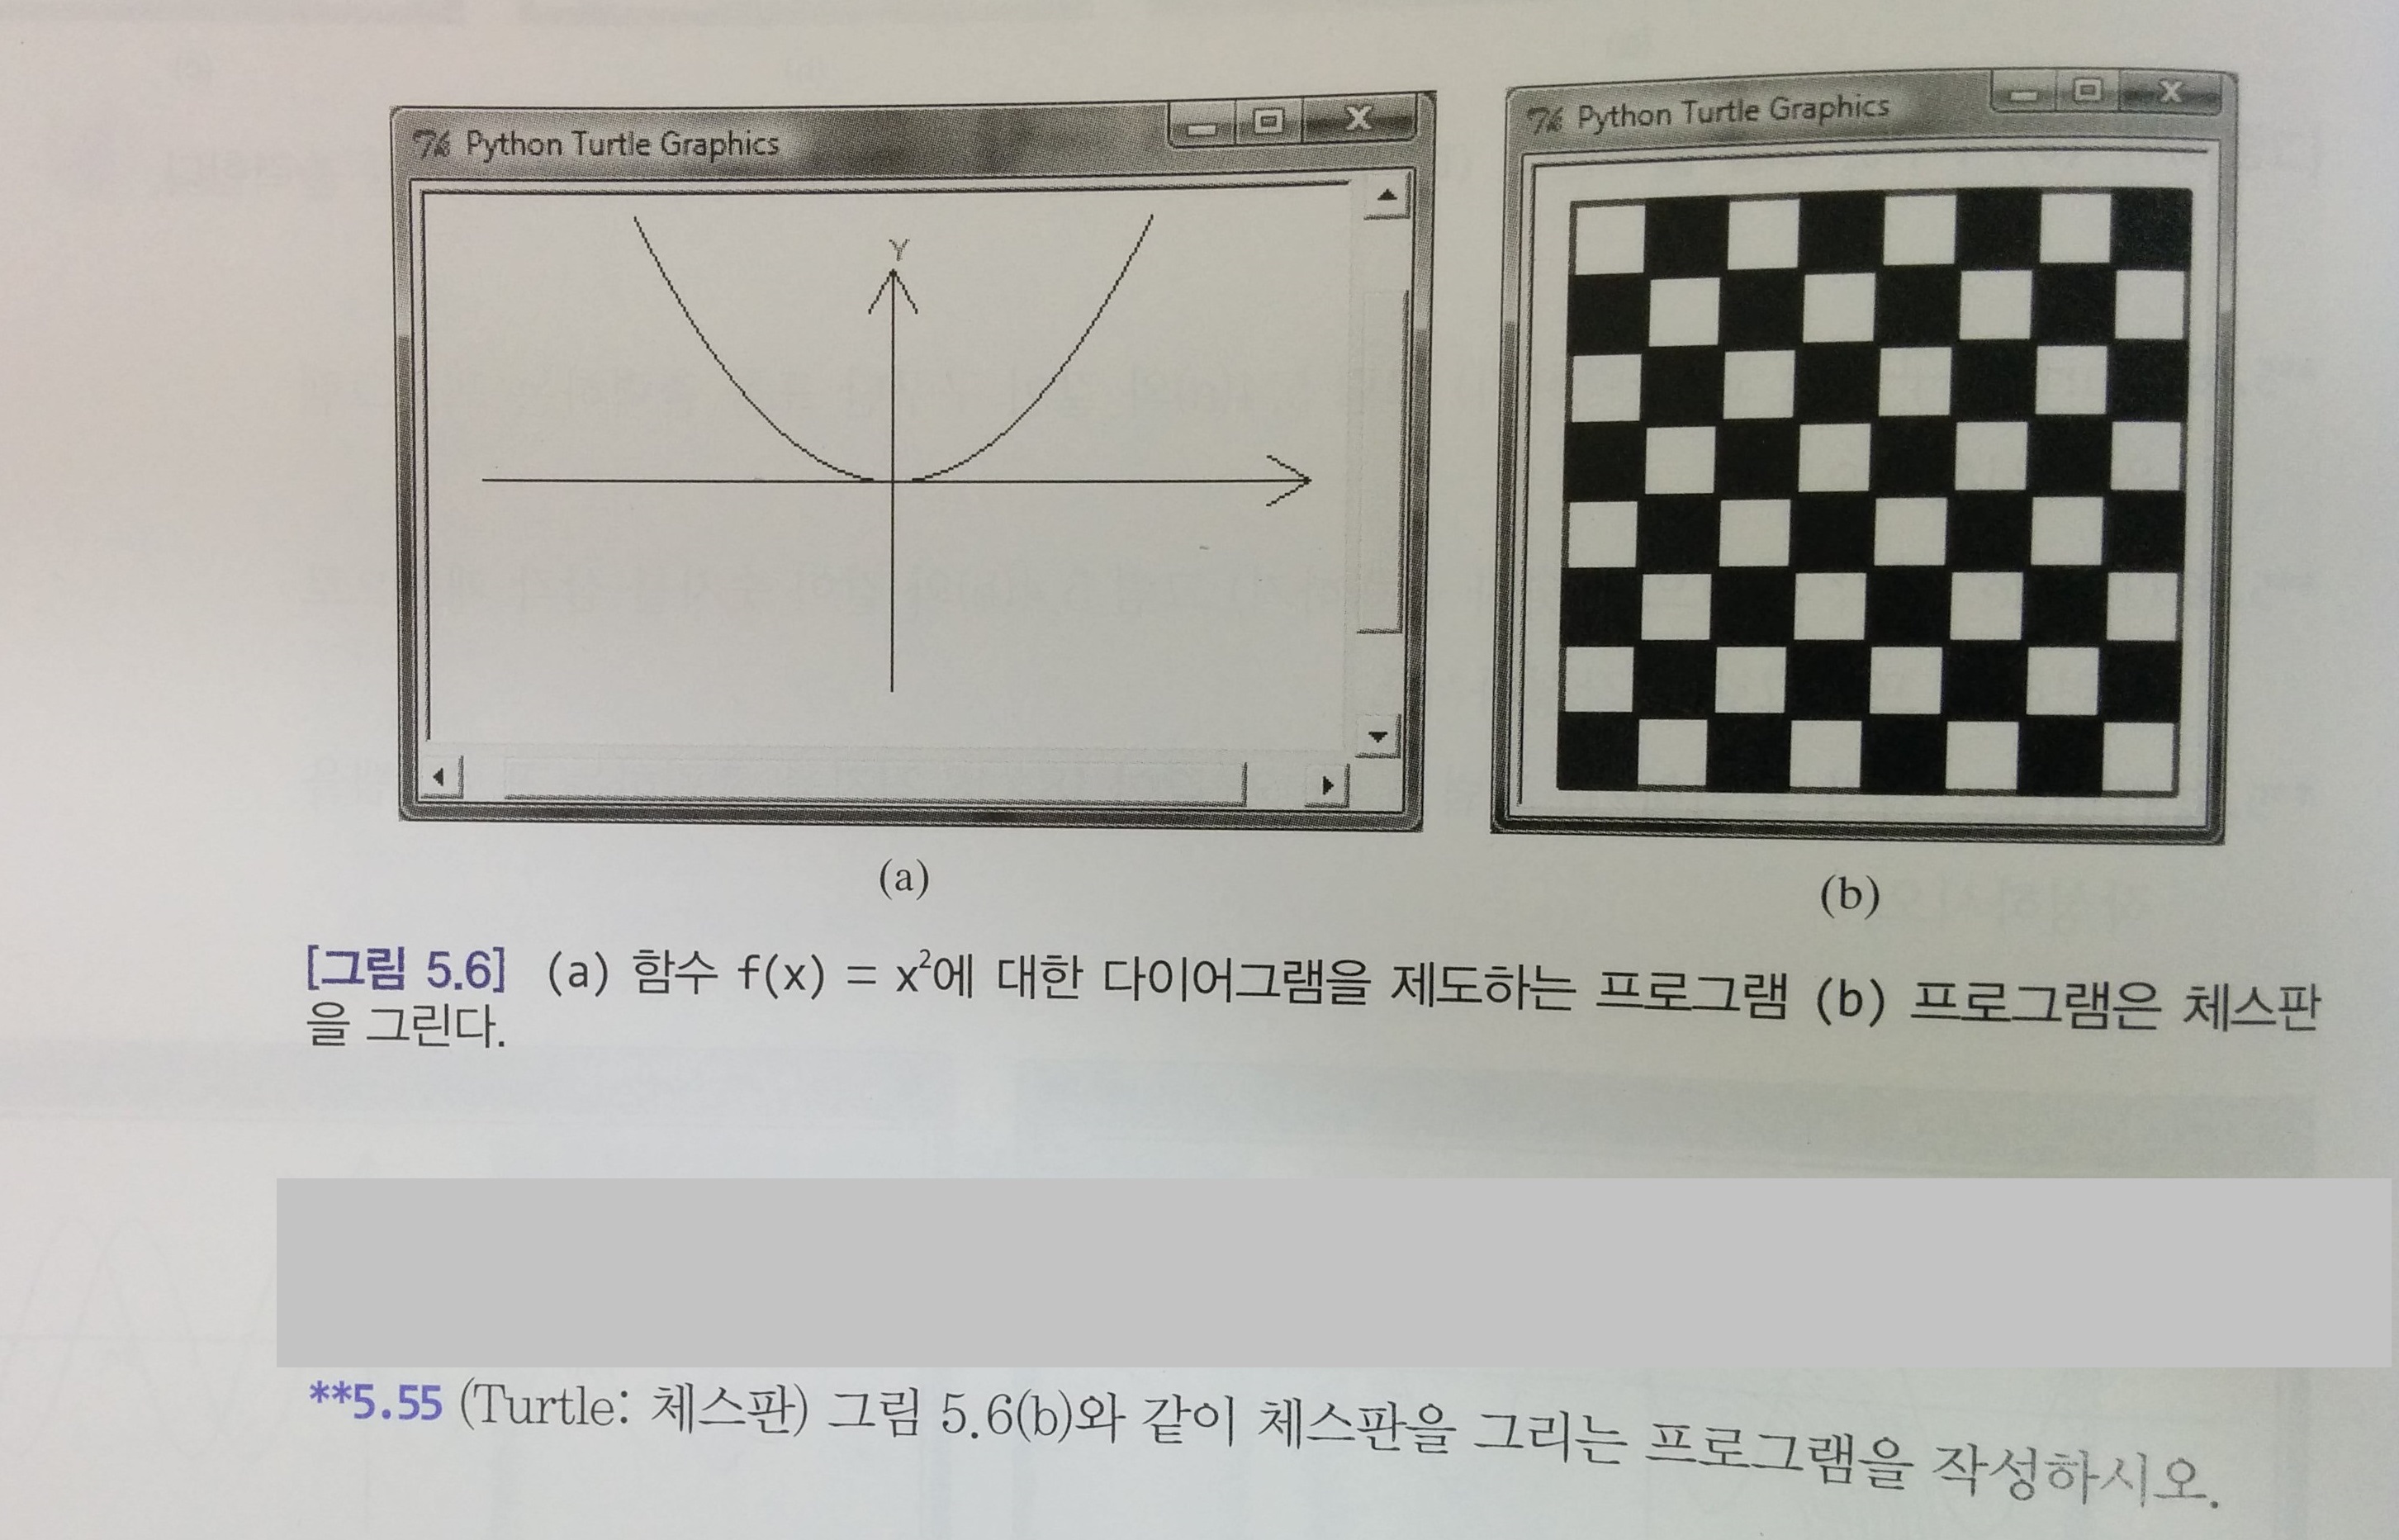 Python Turtle Graphics
Python Turtle Graphics
Y
(a)
(b)
[그림 5.6] (a) 함수 f(x) = x²에 대한 다이어그램을 제도하는 프로그램 (b) 프로그램은 체스판
을 그린다.
**5.55 (Turtle: 체스판) 그림 5.6(b)와 같이 체스판을 그리는 프로그램을 작성하시오.